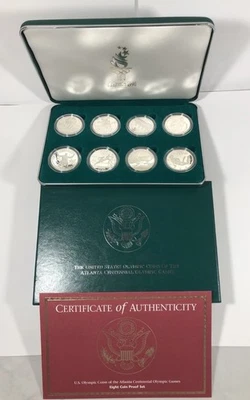 THE UNITED STATES OLYMPIC COINS OF THE
ATLANTA CENTENNIAL OLYMPIC GAMES
CERTIFICATE of AUTHENTICITY
U.S. Olympic Coins of the Atlanta Centennial Olympic Games
Eight Coin Proof Set